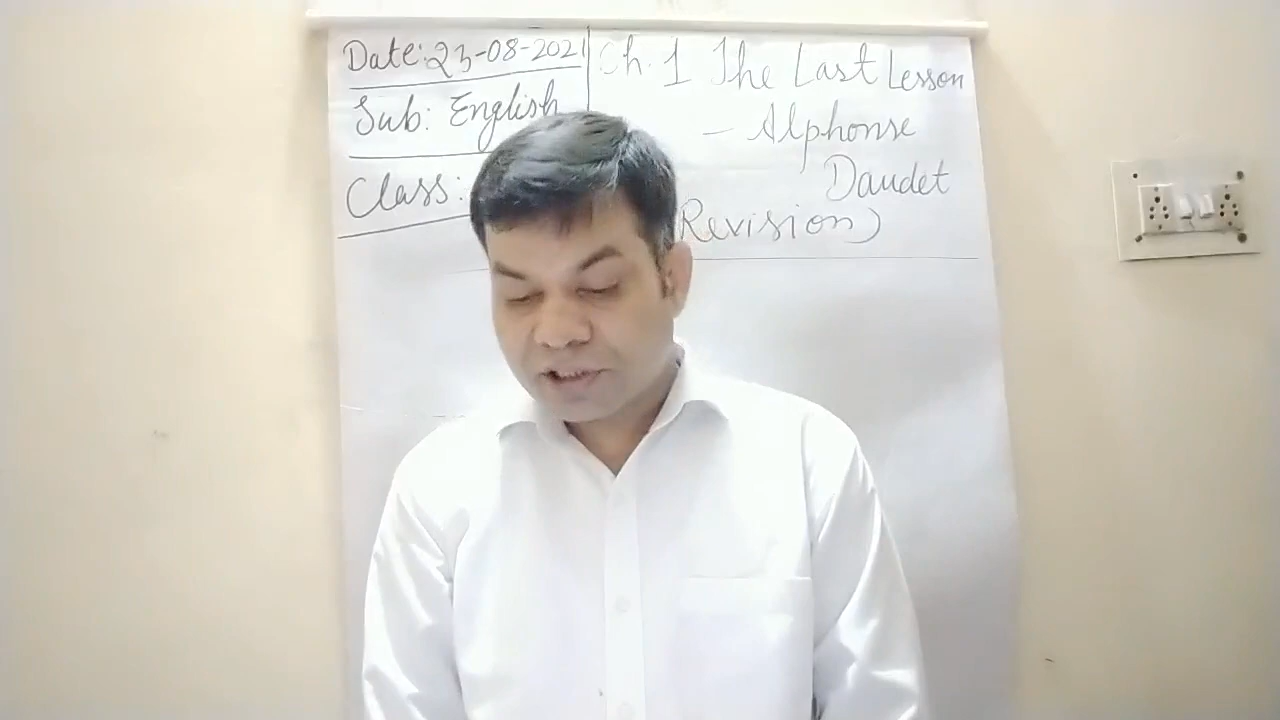 Date: 23-08-2021
Sub: English
Class:
Ch. 1 The Last Lesson
- Alphonse
Daudet
(Revision)